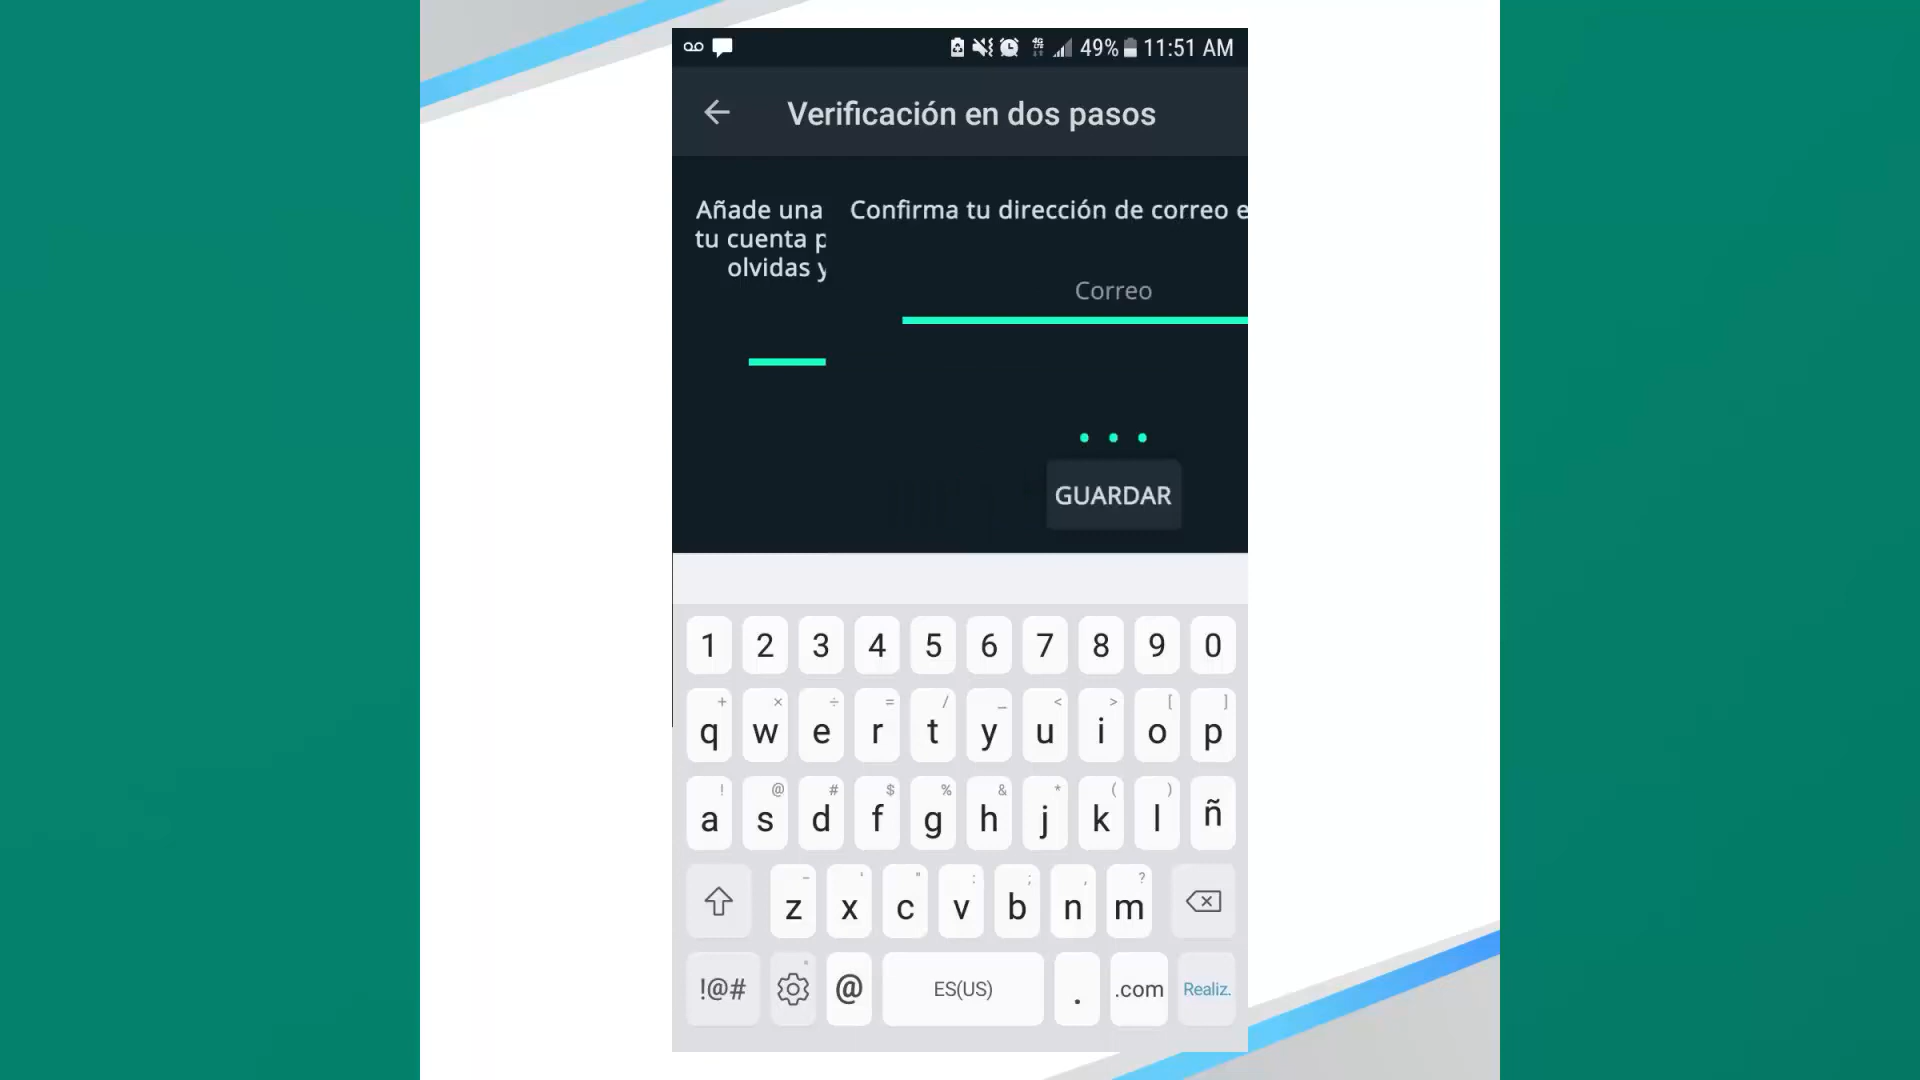 49% 11:51 AM
Verificación en dos pasos
Añade una
tu cuenta p
olvidas y
Confirma tu dirección de correo e
Correo
GUARDAR
1 2 3 4 5 6 7 8 9 0
+ × ÷ = / _ < > [ ]
q w e r t y u i o p
! @ # $ % & * ( )
a s d f g h j k l ñ
- ' " : ; , ?
z x c v b n m
!@# @ ES(US) . .com Realiz.